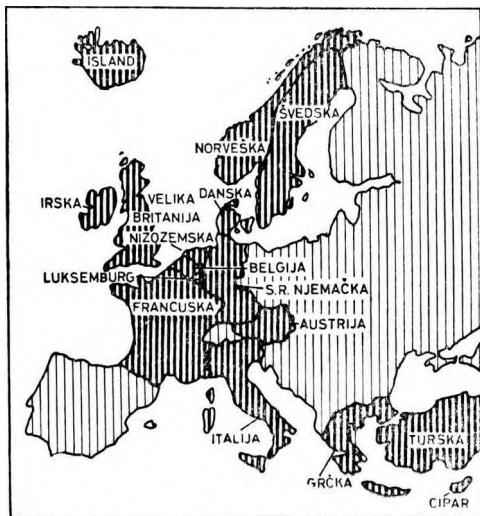 ISLAND
ŠVEDSKA
NORVEŠKA
IRSKA
VELIKA
BRITANIJA
DANSKA
NIZOZEMSKA
LUKSEMBURG
BELGIJA
S.R. NJEMAČKA
FRANCUSKA
AUSTRIJA
ITALIJA
TURSKA
GRČKA
CIPAR